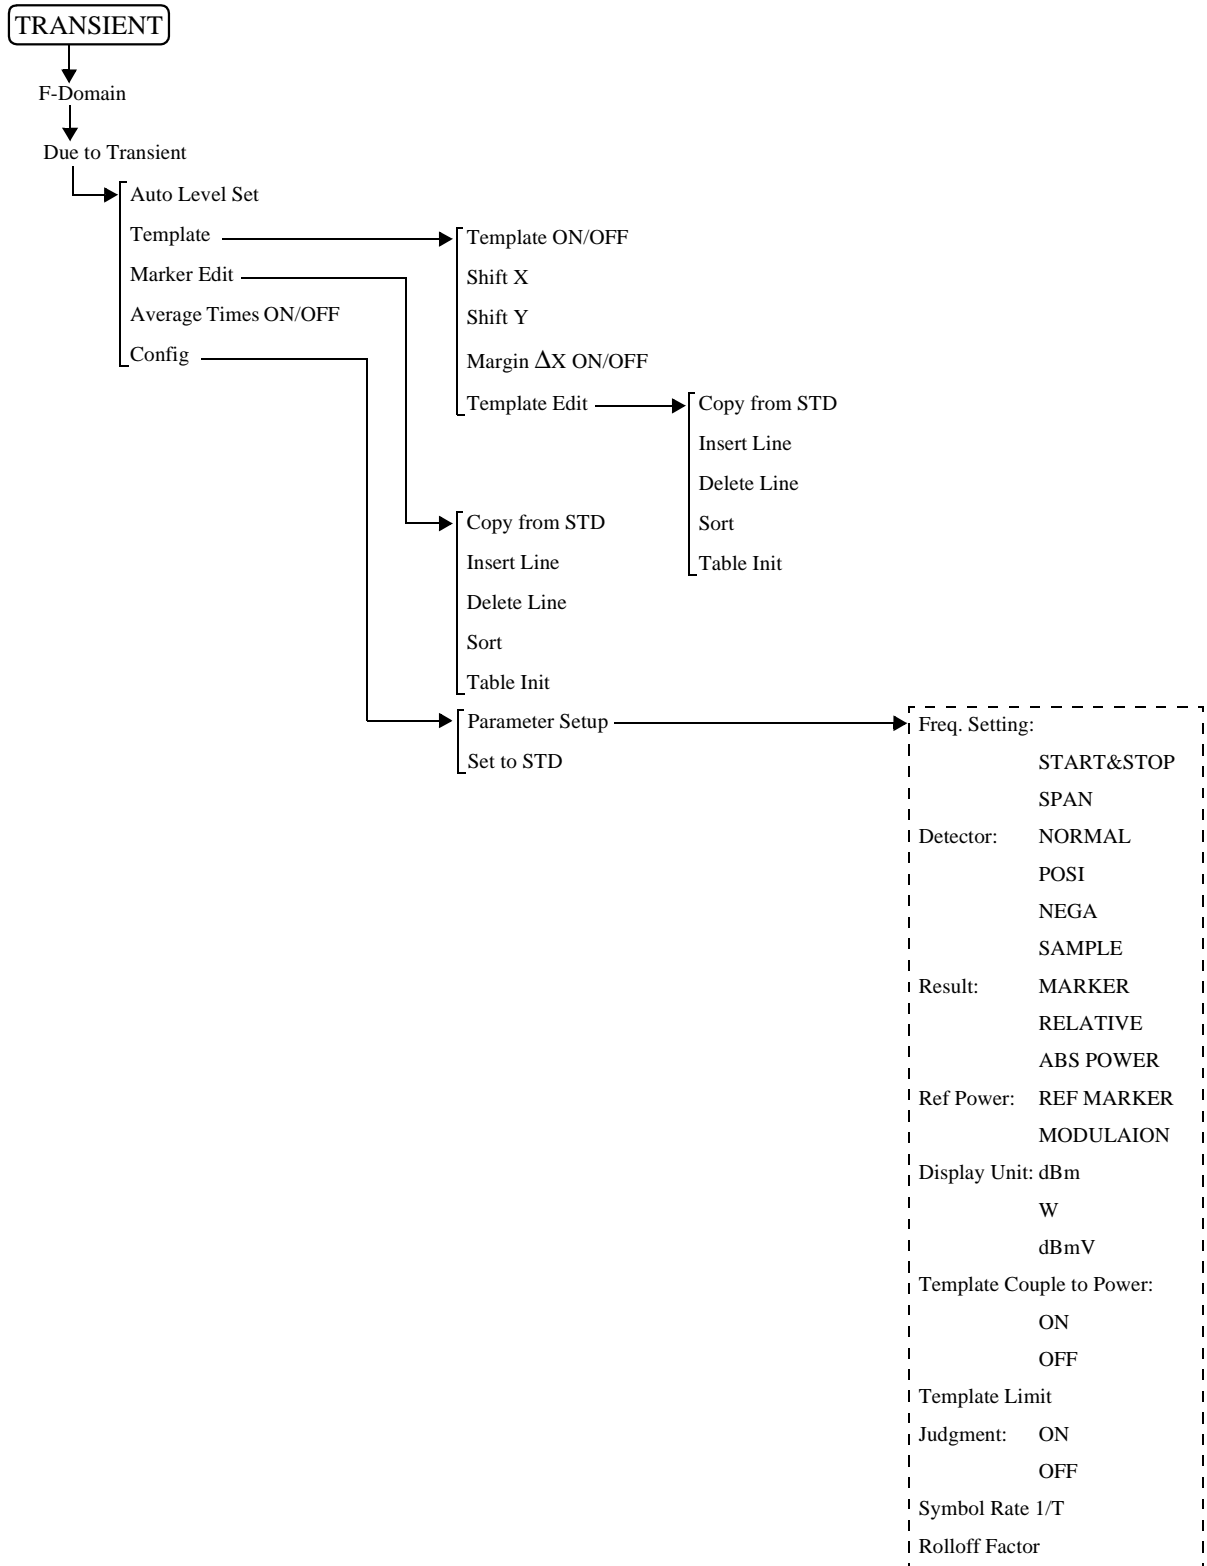 TRANSIENT
F-Domain
Due to Transient
Auto Level Set
Template
Marker Edit
Average Times ON/OFF
Config
Template ON/OFF
Shift X
Shift Y
Margin ΔX ON/OFF
Template Edit
Copy from STD
Insert Line
Delete Line
Sort
Table Init
Copy from STD
Insert Line
Delete Line
Sort
Table Init
Parameter Setup
Set to STD
Freq. Setting:
START&STOP
SPAN
Detector: NORMAL
POSI
NEGA
SAMPLE
Result: MARKER
RELATIVE
ABS POWER
Ref Power: REF MARKER
MODULAION
Display Unit: dBm
W
dBmV
Template Couple to Power:
ON
OFF
Template Limit
Judgment: ON
OFF
Symbol Rate 1/T
Rolloff Factor